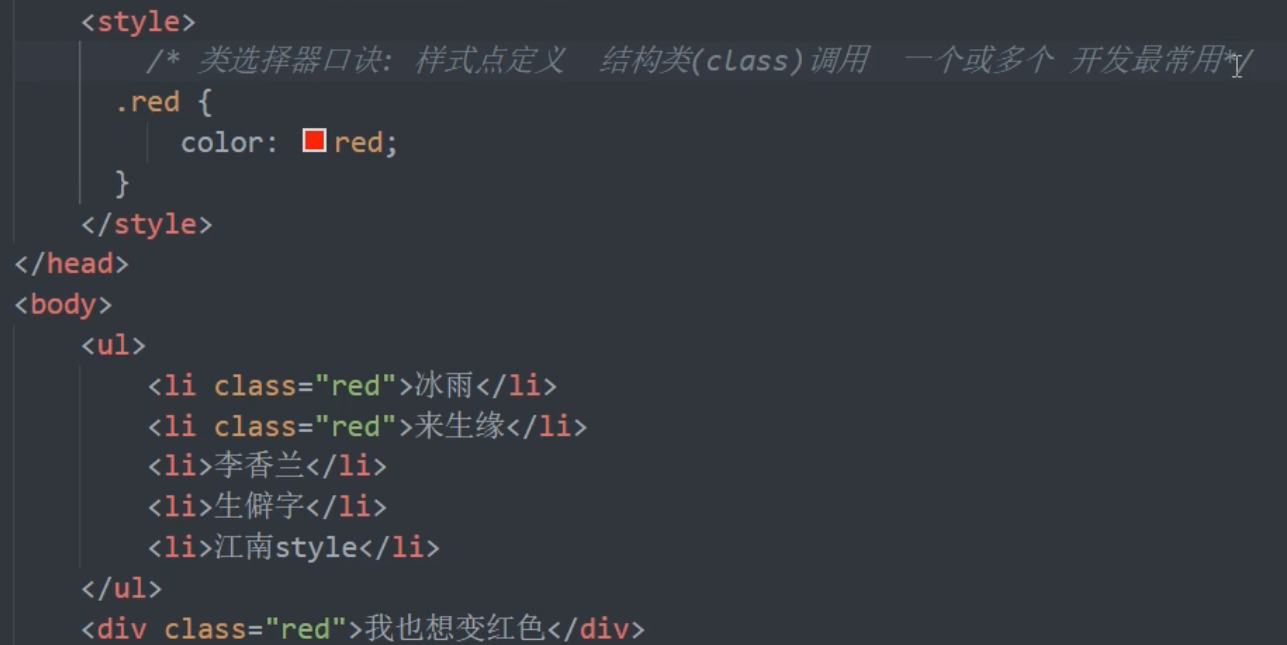 <style>
/* 类选择器口诀: 样式点定义 结构类(class)调用 一个或多个 开发最常用*/
.red {
color: red;
}
</style>
</head>
<body>
<ul>
<li class="red">冰雨</li>
<li class="red">来生缘</li>
<li>李香兰</li>
<li>生僻字</li>
<li>江南style</li>
</ul>
<div class="red">我也想变红色</div>